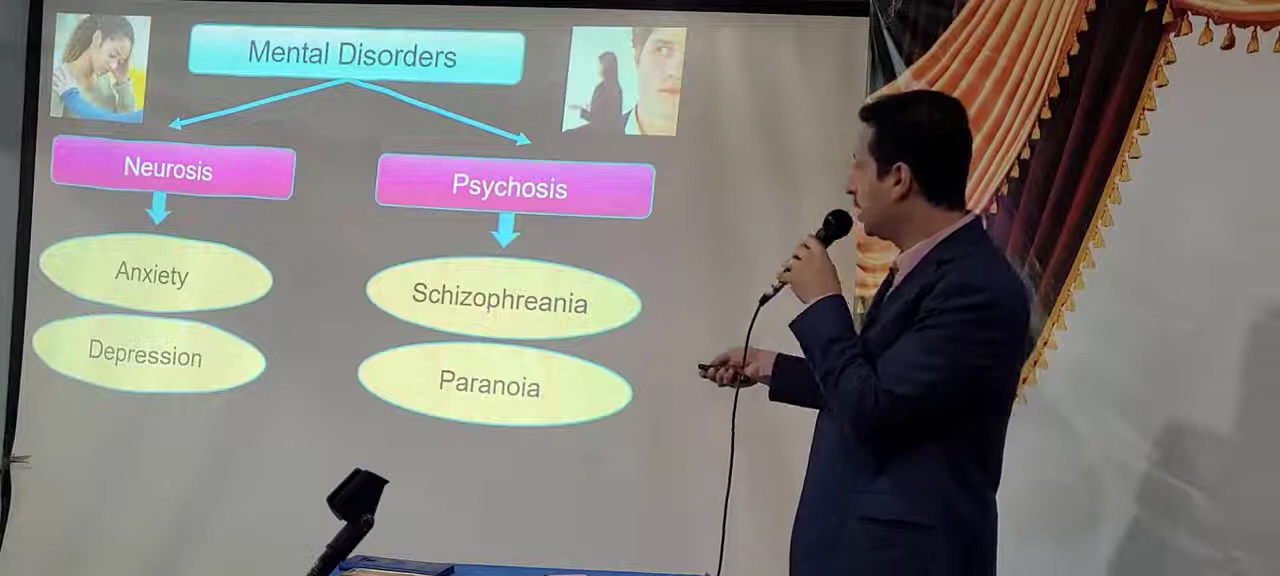 Mental Disorders
Neurosis
Psychosis
Anxiety
Schizophreania
Depression
Paranoia